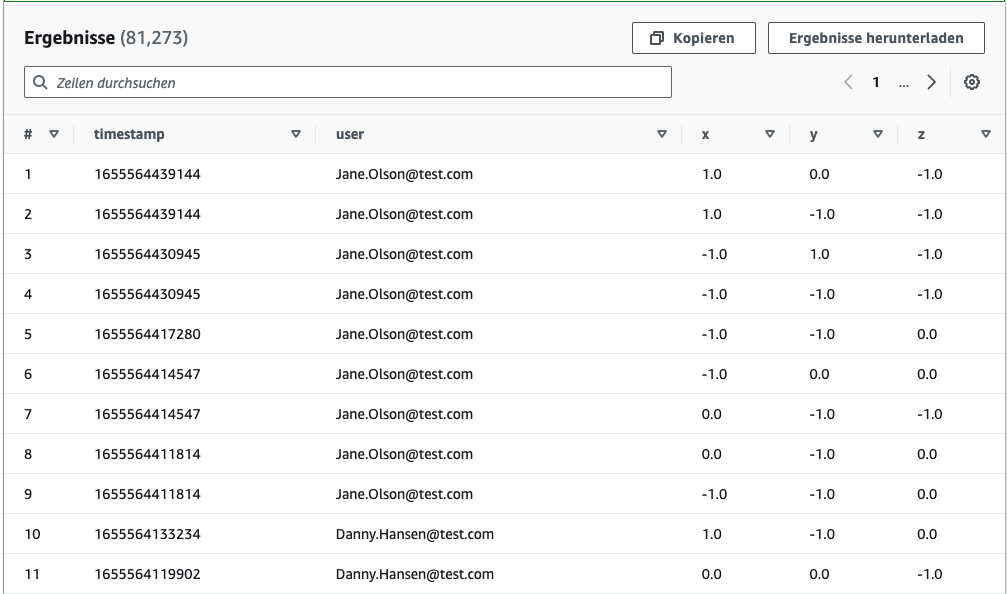 Ergebnisse (81,273)
Kopieren
Ergebnisse herunterladen
Zeilen durchsuchen
1 ...
# timestamp user x y z
1 1655564439144 Jane.Olson@test.com 1.0 0.0 -1.0
2 1655564439144 Jane.Olson@test.com 1.0 -1.0 -1.0
3 1655564430945 Jane.Olson@test.com -1.0 1.0 -1.0
4 1655564430945 Jane.Olson@test.com -1.0 -1.0 -1.0
5 1655564417280 Jane.Olson@test.com -1.0 -1.0 0.0
6 1655564414547 Jane.Olson@test.com -1.0 0.0 0.0
7 1655564414547 Jane.Olson@test.com 0.0 -1.0 -1.0
8 1655564411814 Jane.Olson@test.com 0.0 -1.0 0.0
9 1655564411814 Jane.Olson@test.com -1.0 -1.0 0.0
10 1655564133234 Danny.Hansen@test.com 1.0 -1.0 0.0
11 1655564119902 Danny.Hansen@test.com 0.0 0.0 -1.0